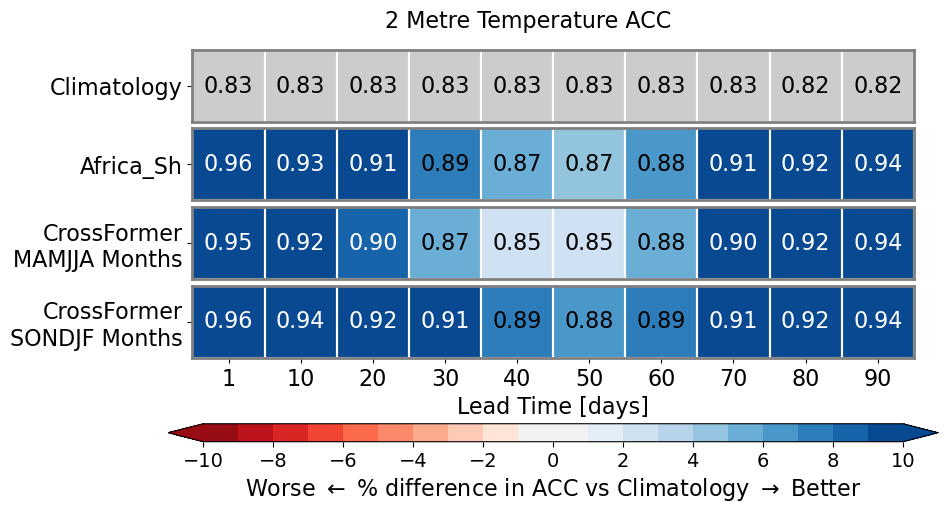 2 Metre Temperature ACC
Climatology 0.83 0.83 0.83 0.83 0.83 0.83 0.83 0.83 0.82 0.82
Africa_Sh 0.96 0.93 0.91 0.89 0.87 0.87 0.88 0.91 0.92 0.94
CrossFormer
MAMJJA Months 0.95 0.92 0.90 0.87 0.85 0.85 0.88 0.90 0.92 0.94
CrossFormer
SONDJF Months 0.96 0.94 0.92 0.91 0.89 0.88 0.89 0.91 0.92 0.94
1 10 20 30 40 50 60 70 80 90
Lead Time [days]
−10 −8 −6 −4 −2 0 2 4 6 8 10
Worse ← % difference in ACC vs Climatology → Better